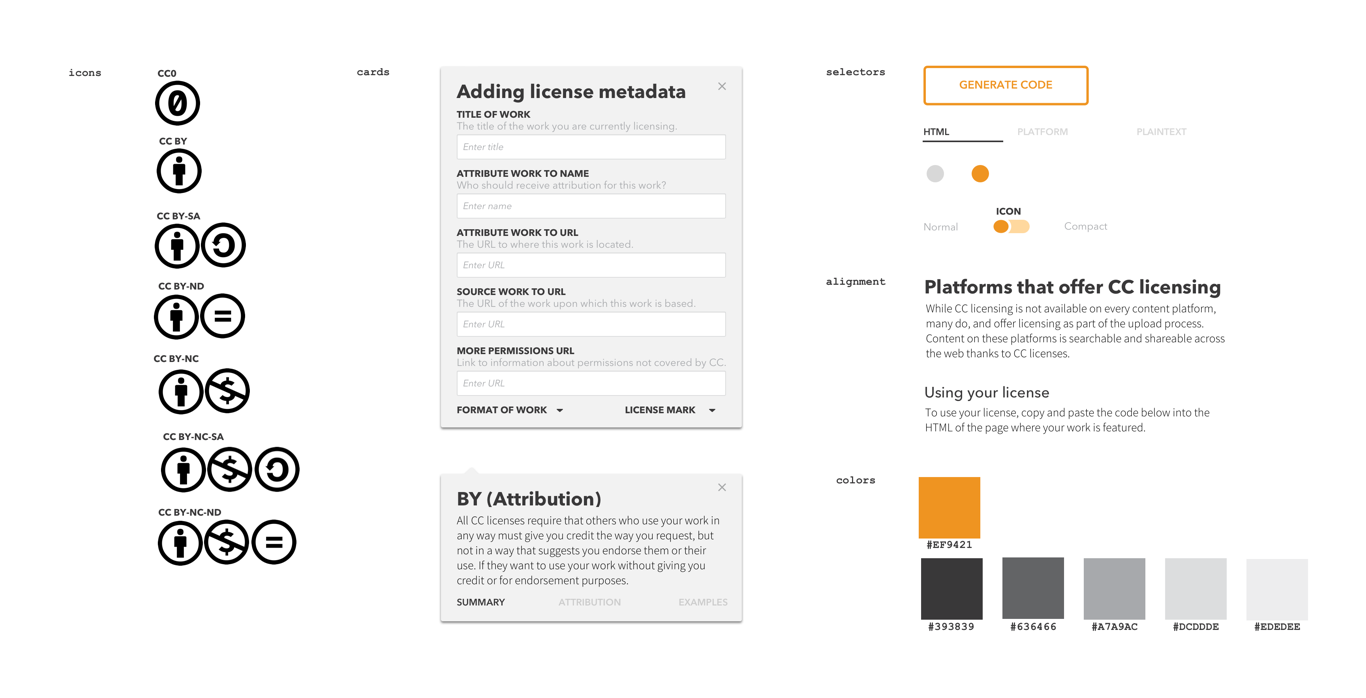 icons
CC0
CC BY
CC BY-SA
CC BY-ND
CC BY-NC
CC BY-NC-SA
CC BY-NC-ND
cards
Adding license metadata
TITLE OF WORK
The title of the work you are currently licensing.
Enter title
ATTRIBUTE WORK TO NAME
Who should receive attribution for this work?
Enter name
ATTRIBUTE WORK TO URL
The URL to where this work is located.
Enter URL
SOURCE WORK TO URL
The URL of the work upon which this work is based.
Enter URL
MORE PERMISSIONS URL
Link to information about permissions not covered by CC.
Enter URL
FORMAT OF WORK LICENSE MARK
BY (Attribution)
All CC licenses require that others who use your work in
any way must give you credit the way you request, but
not in a way that suggests you endorse them or their
use. If they want to use your work without giving you
credit or for endorsement purposes.
SUMMARY ATTRIBUTION EXAMPLES
selectors
GENERATE CODE
HTML PLATFORM PLAINTEXT
ICON
Normal Compact
alignment
Platforms that offer CC licensing
While CC licensing is not available on every content platform,
many do, and offer licensing as part of the upload process.
Content on these platforms is searchable and shareable across
the web thanks to CC licenses.
Using your license
To use your license, copy and paste the code below into the
HTML of the page where your work is featured.
colors
#EF9421
#393839 #636466 #A7A9AC #DCDDDE #EDEDEE